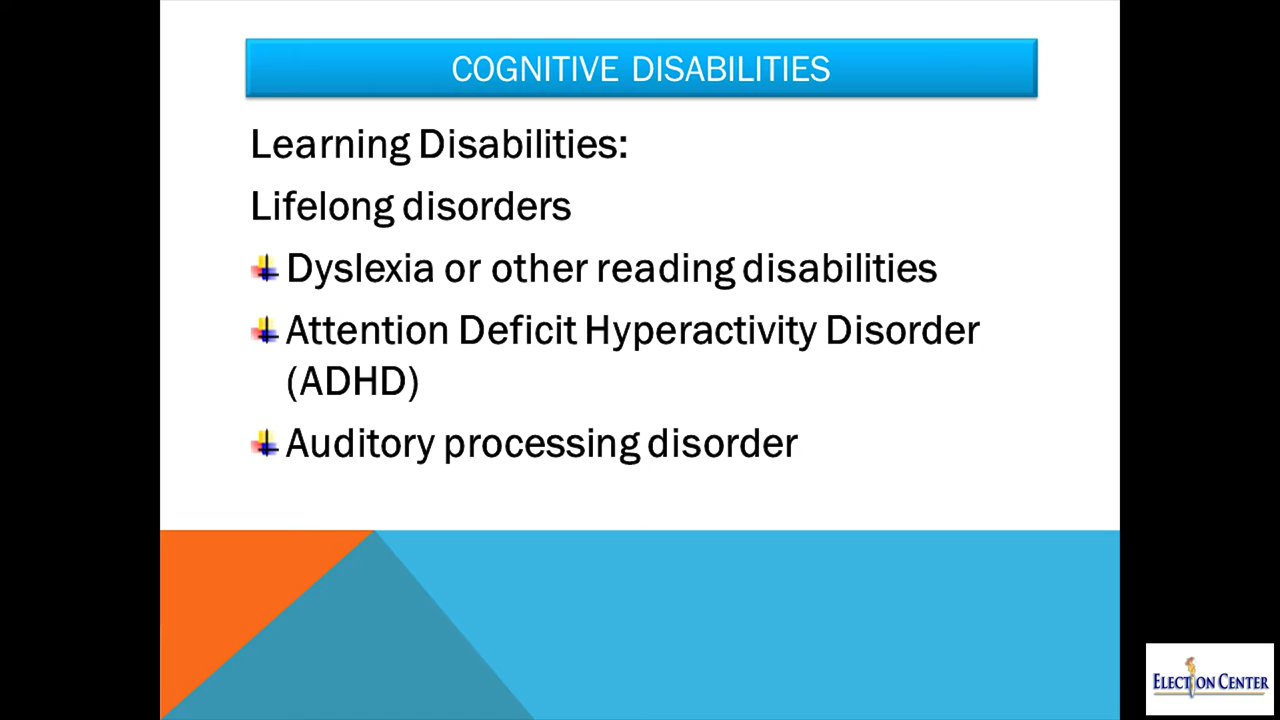 COGNITIVE DISABILITIES
Learning Disabilities:
Lifelong disorders
Dyslexia or other reading disabilities
Attention Deficit Hyperactivity Disorder
(ADHD)
Auditory processing disorder
ELECTION CENTER